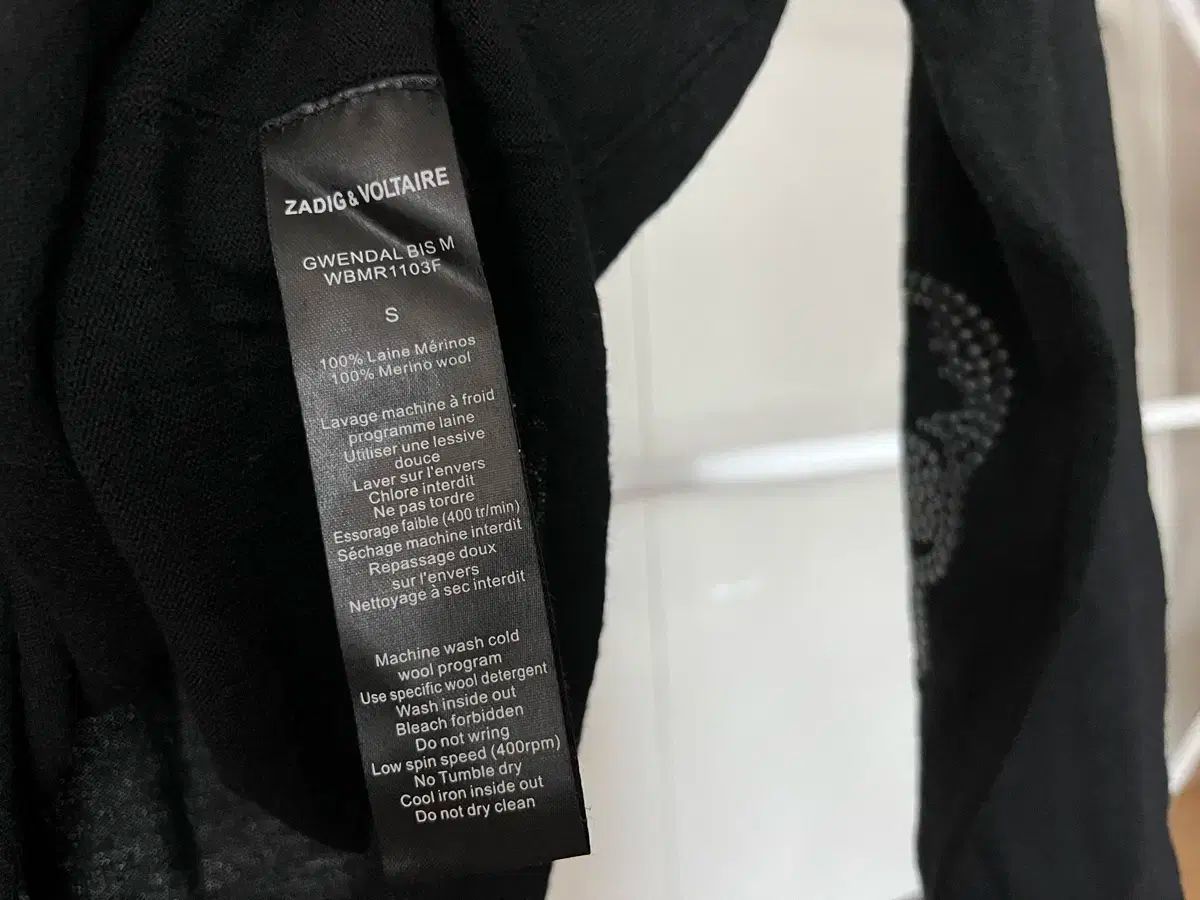 ZADIG&VOLTAIRE
GWENDAL BIS M
WBMR1103F
S
100% Laine Mérinos
100% Merino wool
Lavage machine à froid
programme laine
Utiliser une lessive
douce
Laver sur l'envers
Chlore interdit
Ne pas tordre
Essorage faible (400 tr/min)
Séchage machine interdit
Repassage doux
sur l'envers
Nettoyage à sec interdit
Machine wash cold
wool program
Use specific wool detergent
Wash inside out
Bleach forbidden
Do not wring
Low spin speed (400rpm)
No Tumble dry
Cool iron inside out
Do not dry clean